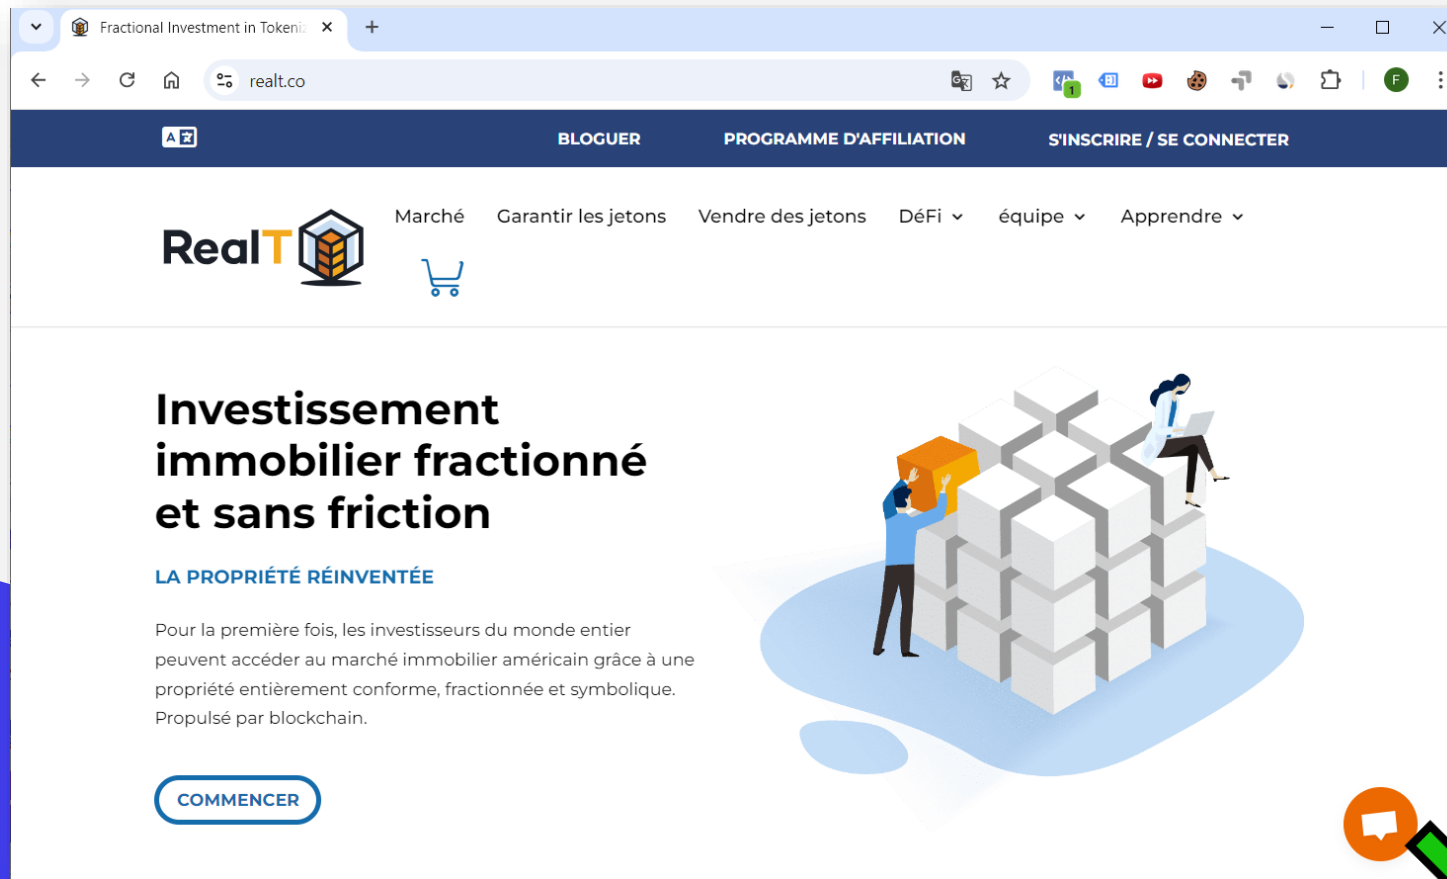 Fractional Investment in Tokeni
realt.co
1
F
BLOGUER
PROGRAMME D'AFFILIATION
S'INSCRIRE / SE CONNECTER
RealT
Marché
Garantir les jetons
Vendre des jetons
DéFi
équipe
Apprendre
Investissement
immobilier fractionné
et sans friction
LA PROPRIÉTÉ RÉINVENTÉE
Pour la première fois, les investisseurs du monde entier
peuvent accéder au marché immobilier américain grâce à une
propriété entièrement conforme, fractionnée et symbolique.
Propulsé par blockchain.
COMMENCER